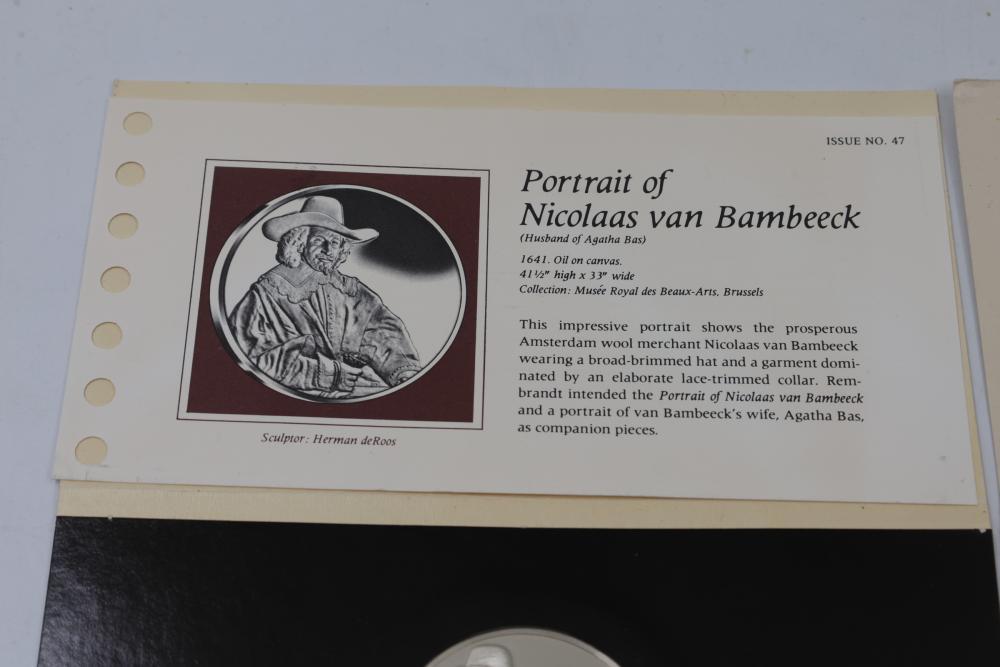 ISSUE NO. 47
Portrait of
Nicolaas van Bambeeck
(Husband of Agatha Bas)
1641. Oil on canvas.
41½" high x 33" wide
Collection: Musée Royal des Beaux-Arts, Brussels
This impressive portrait shows the prosperous
Amsterdam wool merchant Nicolaas van Bambeeck
wearing a broad-brimmed hat and a garment domi-
nated by an elaborate lace-trimmed collar. Rem-
brandt intended the Portrait of Nicolaas van Bambeeck
and a portrait of van Bambeeck's wife, Agatha Bas,
as companion pieces.
Sculptor: Herman deRoos